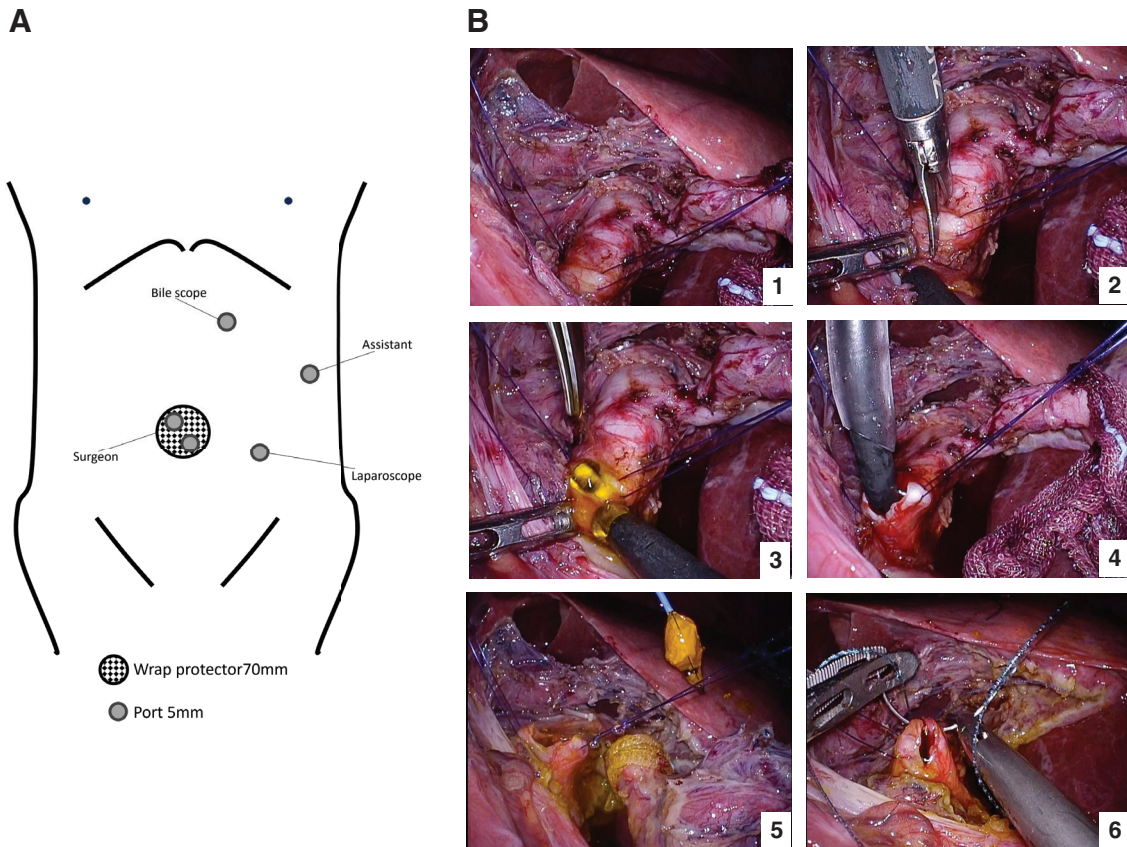 A
B
Bile scope
Assistant
Surgeon
Laparoscope
Wrap protector70mm
Port 5mm
1
2
3
4
5
6